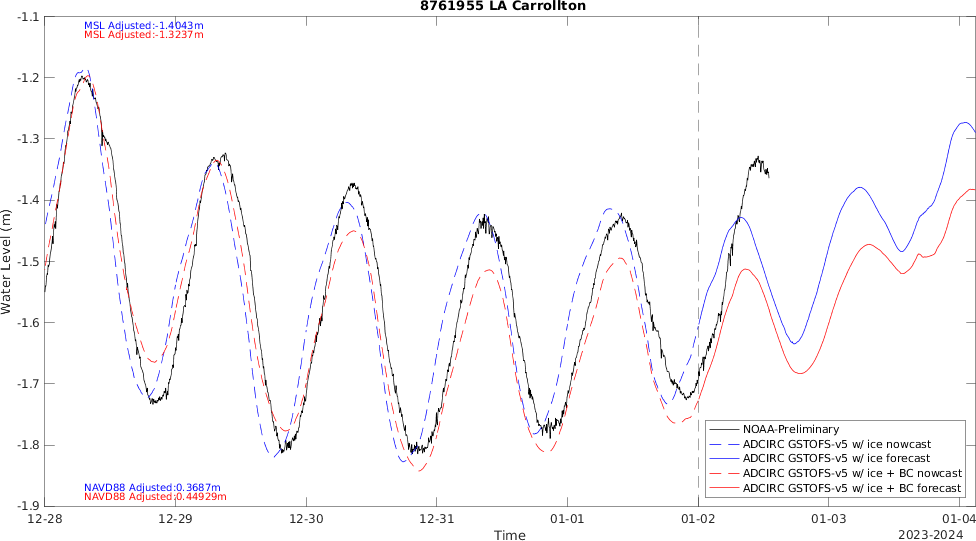 8761955 LA Carrollton
MSL Adjusted:-1.4043m
MSL Adjusted:-1.3237m
-1.1
-1.2
-1.3
-1.4
-1.5
-1.6
-1.7
-1.8
-1.9
Water Level (m)
NOAA-Preliminary
ADCIRC GSTOFS-v5 w/ ice nowcast
ADCIRC GSTOFS-v5 w/ ice forecast
ADCIRC GSTOFS-v5 w/ ice + BC nowcast
ADCIRC GSTOFS-v5 w/ ice + BC forecast
NAVD88 Adjusted:0.3687m
NAVD88 Adjusted:0.44929m
12-28 12-29 12-30 12-31 01-01 01-02 01-03 01-04
Time
2023-2024